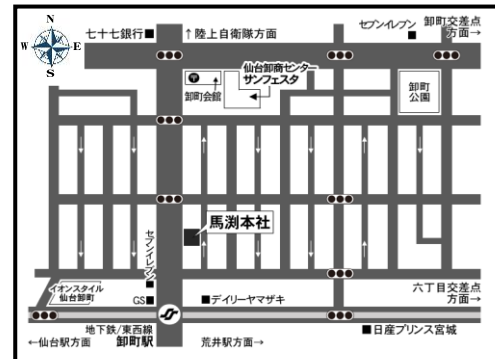 N
W E
S
七十七銀行■
↑陸上自衛隊方面
セブンイレブン
■
卸町交差点
方面→
〒
卸町会館
仙台卸商センター
サンフェスタ
卸町
公園
馬渕本社
セブンイレブン■
イオンスタイル
仙台卸町
GS■
■デイリーヤマザキ
六丁目交差点
方面→
地下鉄/東西線
←仙台駅方面 卸町駅 荒井駅方面→
■日産プリンス宮城